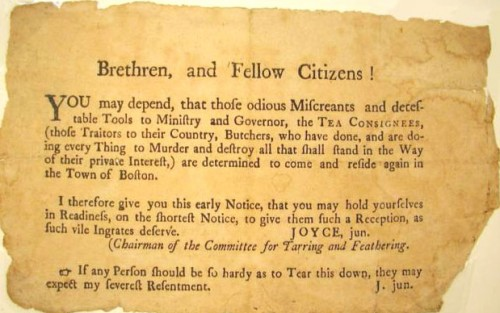 Brethren, and Fellow Citizens!
YOU may depend, that thoſe odious Miſcreants and deteſ-
table Tools to Miniſtry and Governor, the TEA CONSIGNEES,
(thoſe Traitors to their Country, Butchers, who have done, and are do-
ing every Thing to Murder and deſtroy all that ſhall ſtand in the Way
of their private Intereſt,) are determined to come and reſide again in
the Town of Boſton.
I therefore give you this early Notice, that you may hold yourſelves
in Readineſs, on the ſhorteſt Notice, to give them ſuch a Reception, as
ſuch vile Ingrates deſerve. JOYCE, jun.
(Chairman of the Committee for Tarring and Feathering.
☞ If any Perſon ſhould be ſo hardy as to Tear this down, they may
expect my ſevereſt Reſentment. J. jun.